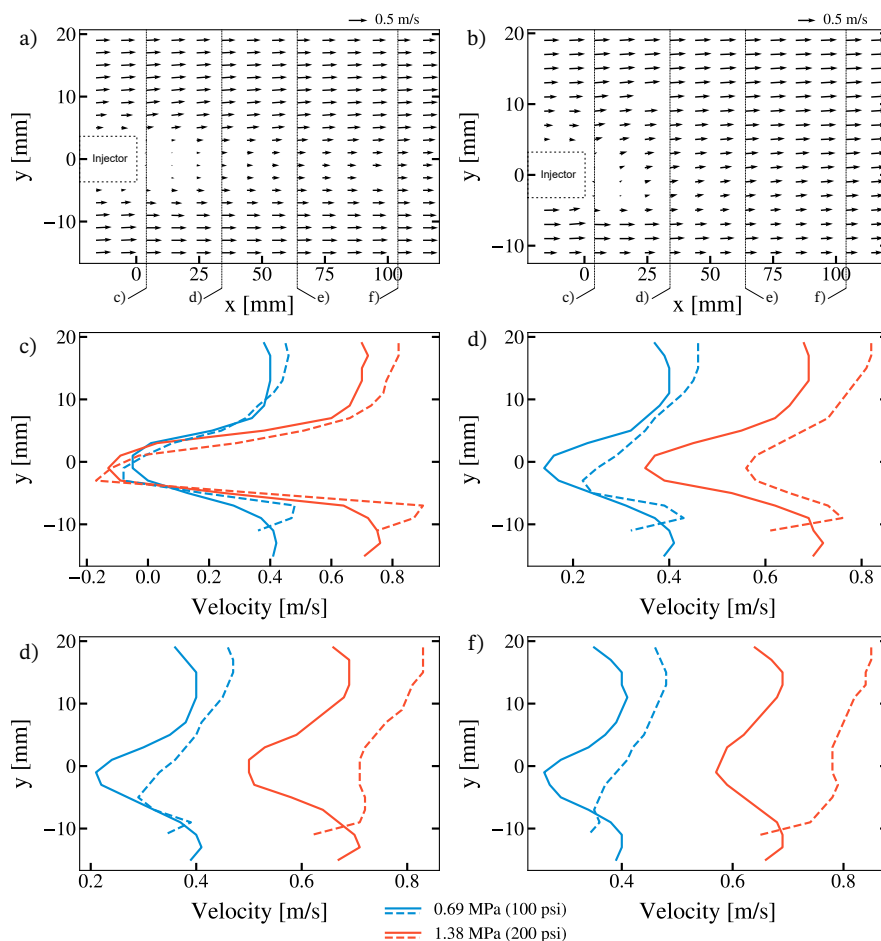 0.5 m/s 0.5 m/s
a) b)
20 20
10 10
0 0
−10 −10
y [mm] y [mm]
Injector Injector
0 25 50 75 100 0 25 50 75 100
c) d) e) f) c) d) e) f)
x [mm] x [mm]
c) d)
20 20
10 10
0 0
−10 −10
y [mm] y [mm]
−0.2 0.0 0.2 0.4 0.6 0.8 0.2 0.4 0.6 0.8
Velocity [m/s] Velocity [m/s]
d) f)
20 20
10 10
0 0
−10 −10
y [mm] y [mm]
0.2 0.4 0.6 0.8 0.4 0.6 0.8
Velocity [m/s] Velocity [m/s]
0.69 MPa (100 psi)
1.38 MPa (200 psi)